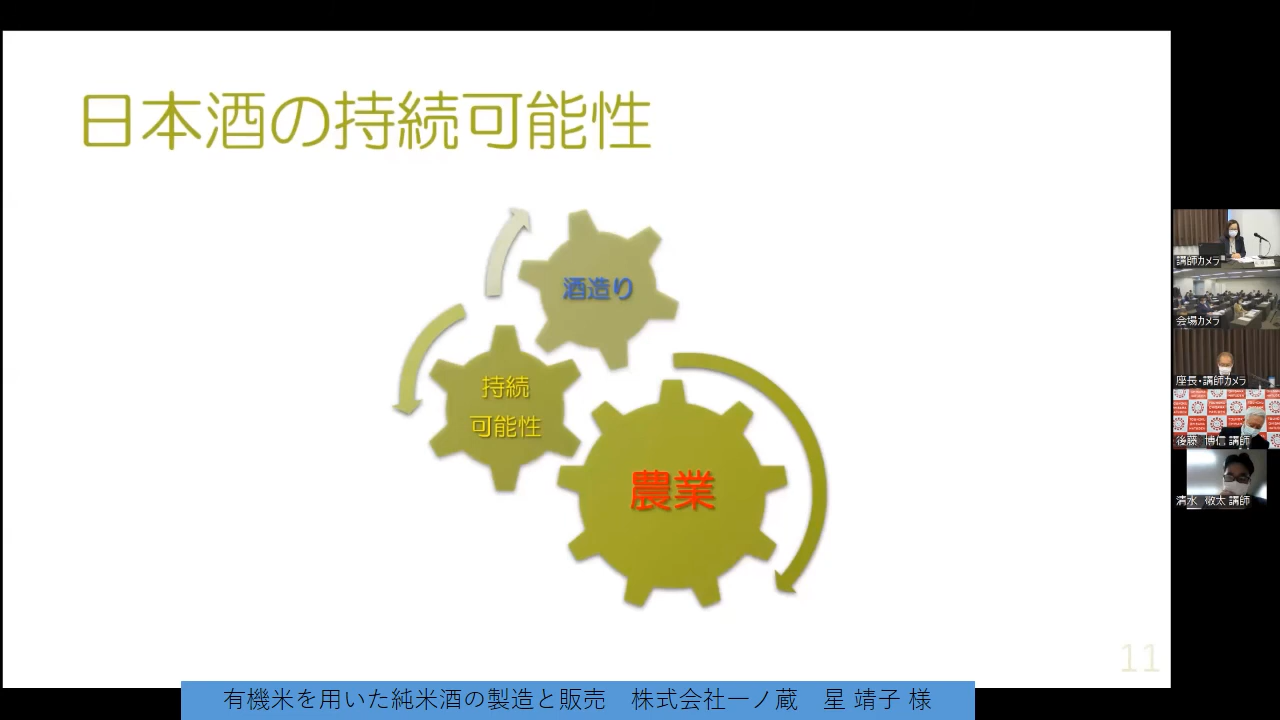 日本酒の持続可能性
酒造り
持続
可能性
農業
11
講師カメラ
会場カメラ
座長・講師カメラ
後藤 博信 講師
清水 敬太 講師
有機米を用いた純米酒の製造と販売 株式会社一ノ蔵 星 靖子 様